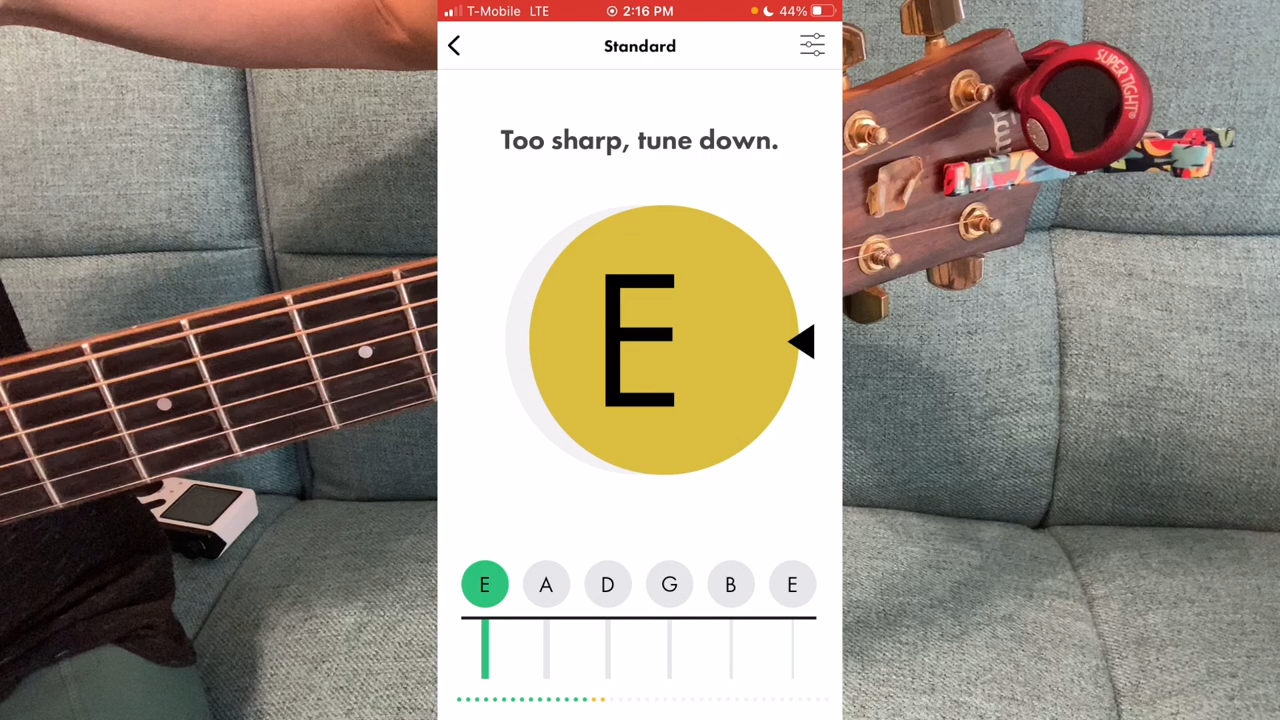 T-Mobile LTE 2:16 PM 44%
Standard
Too sharp, tune down.
E
E A D G B E
SUPER TIGHT